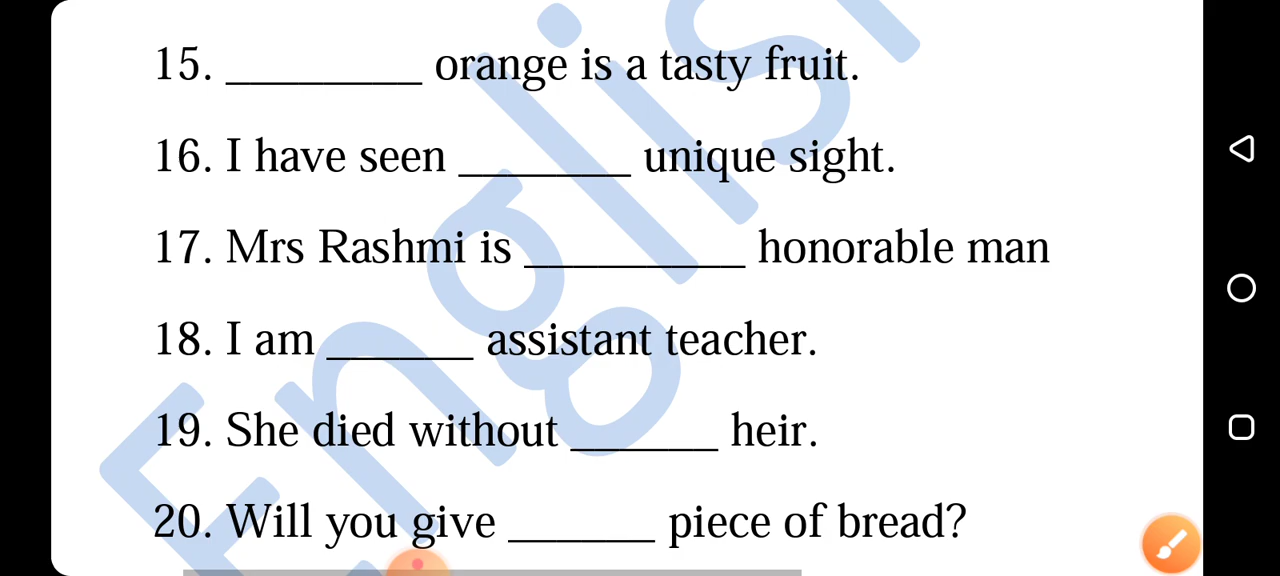 15. ________ orange is a tasty fruit.
16. I have seen _______ unique sight.
17. Mrs Rashmi is _________ honorable man
18. I am ______ assistant teacher.
19. She died without ______ heir.
20. Will you give ______ piece of bread?
English